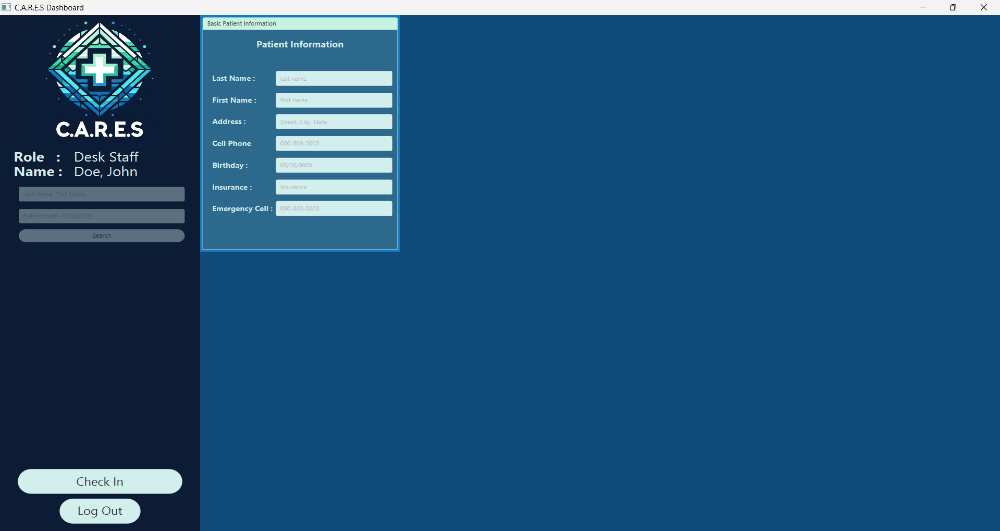 C.A.R.E.S Dashboard
C.A.R.E.S
Role : Desk Staff
Name : Doe, John
Last Name, First Name
Date of birth , 00/00/000
Search
Check In
Log Out
Basic Patient Information
Patient Information
Last Name : last name
First Name : first name
Address : Street, City, State
Cell Phone 000-000-0000
Birthday : 00/00/0000
Insurance : Insurance
Emergency Cell : 000-000-0000